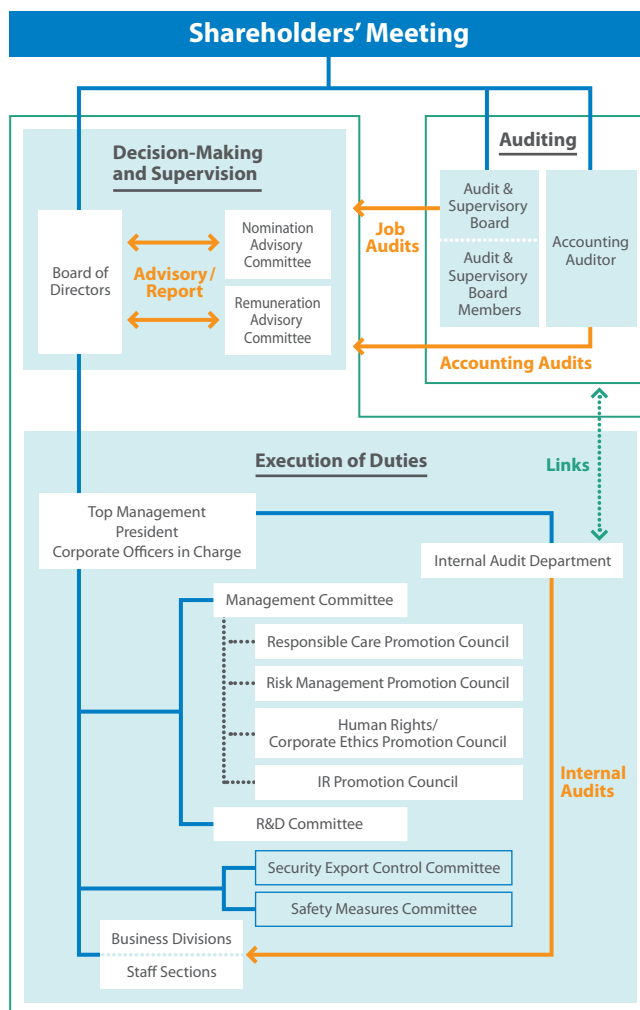 Shareholders’ Meeting
Decision-Making
and Supervision
Board of
Directors
Advisory /
Report
Nomination
Advisory
Committee
Remuneration
Advisory
Committee
Auditing
Audit &
Supervisory
Board
Audit &
Supervisory
Board
Members
Accounting
Auditor
Job
Audits
Accounting Audits
Links
Execution of Duties
Top Management
President
Corporate Officers in Charge
Internal Audit Department
Management Committee
Responsible Care Promotion Council
Risk Management Promotion Council
Human Rights/
Corporate Ethics Promotion Council
IR Promotion Council
R&D Committee
Internal
Audits
Security Export Control Committee
Safety Measures Committee
Business Divisions
Staff Sections